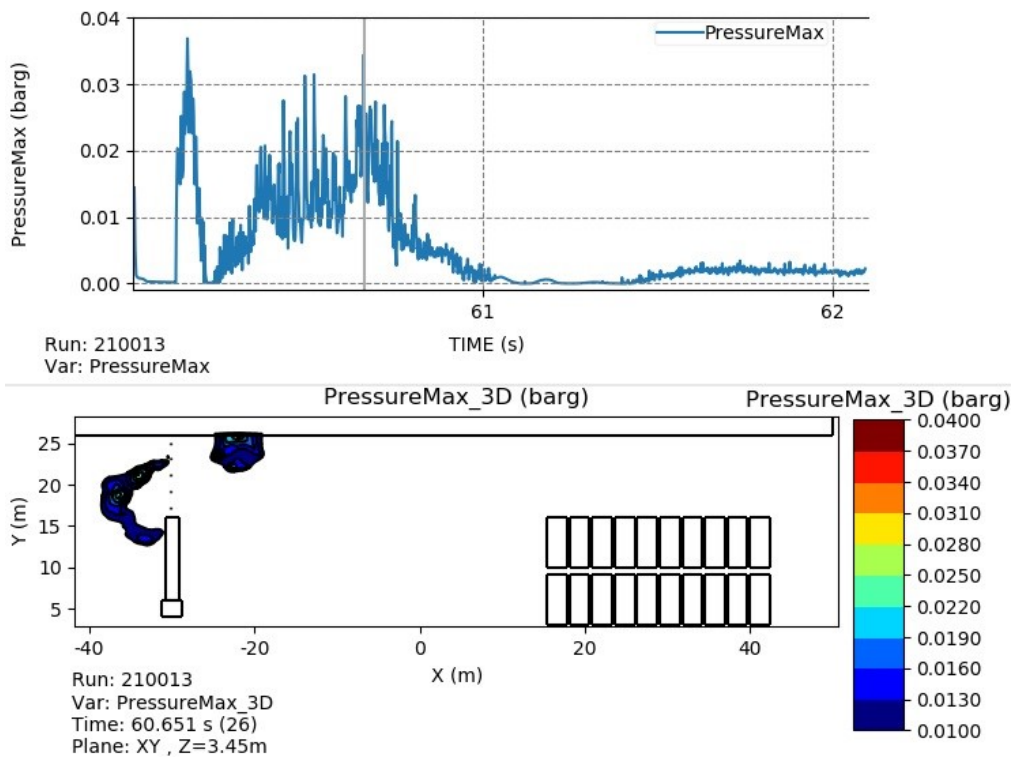 0.04
PressureMax
0.03
0.02
0.01
0.00
PressureMax (barg)
61
62
TIME (s)
Run: 210013
Var: PressureMax
PressureMax_3D (barg)
PressureMax_3D (barg)
25
20
15
10
5
Y (m)
-40
-20
0
20
40
X (m)
0.0400
0.0370
0.0340
0.0310
0.0280
0.0250
0.0220
0.0190
0.0160
0.0130
0.0100
Run: 210013
Var: PressureMax_3D
Time: 60.651 s (26)
Plane: XY , Z=3.45m